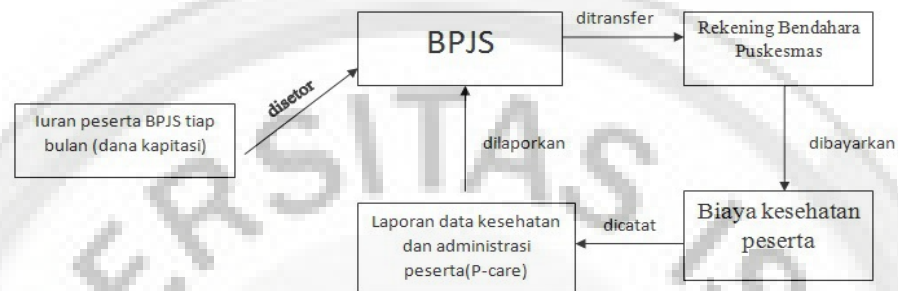 ditransfer
BPJS
Rekening Bendahara
Puskesmas
disetor
Iuran peserta BPJS tiap
bulan (dana kapitasi)
dilaporkan
dibayarkan
Laporan data kesehatan
dan administrasi
peserta(P-care)
dicatat
Biaya kesehatan
peserta
ERSITAS